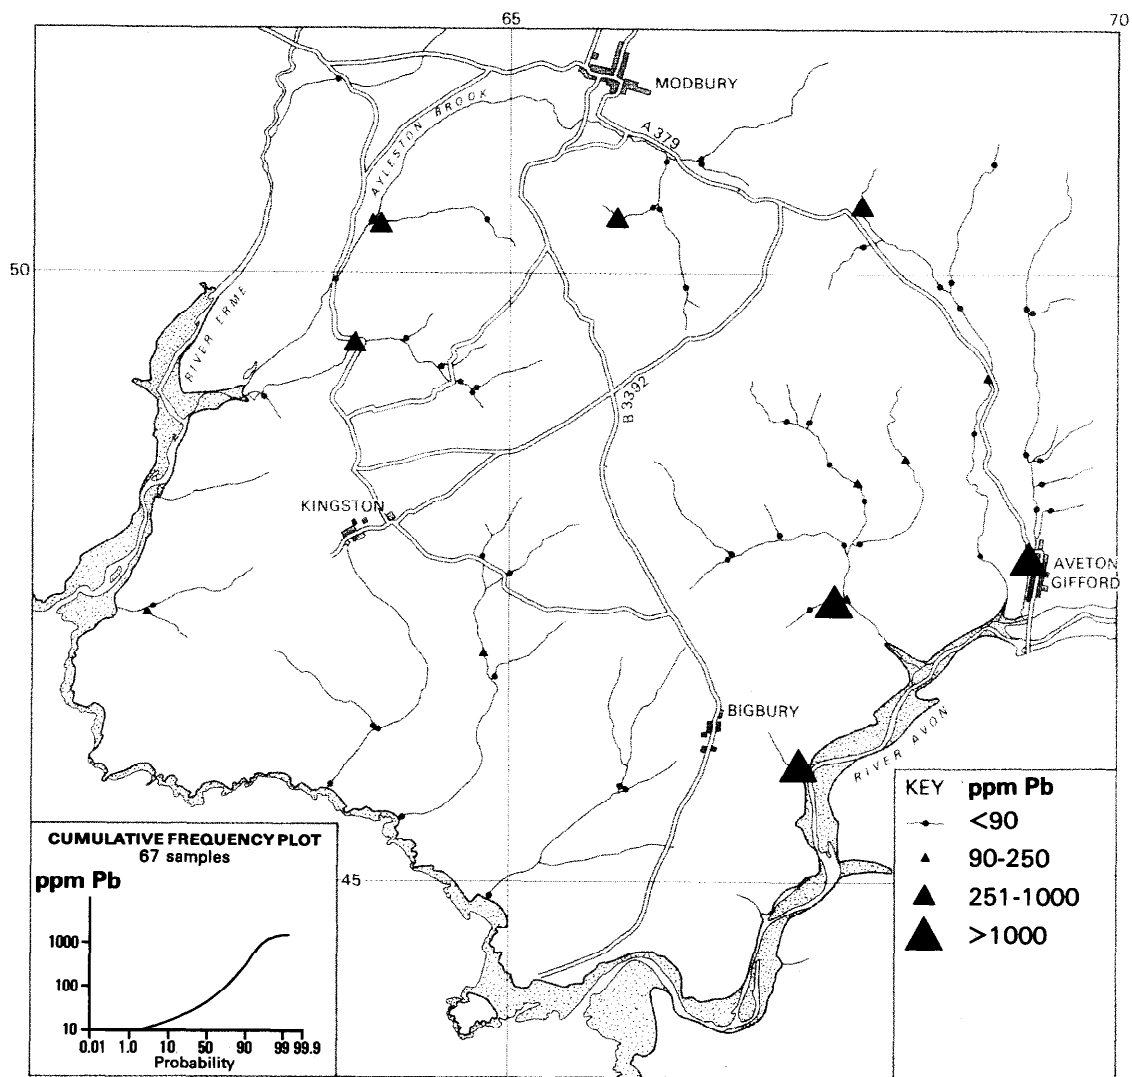 65
70
MODBURY
AYLESTON BROOK
A 379
50
RIVER ERME
B 3392
KINGSTON
AVETON
GIFFORD
BIGBURY
RIVER AVON
45
KEY ppm Pb
<90
90-250
251-1000
>1000
CUMULATIVE FREQUENCY PLOT
67 samples
ppm Pb
1000
100
10
0.01 1.0 10 50 90 99 99.9
Probability